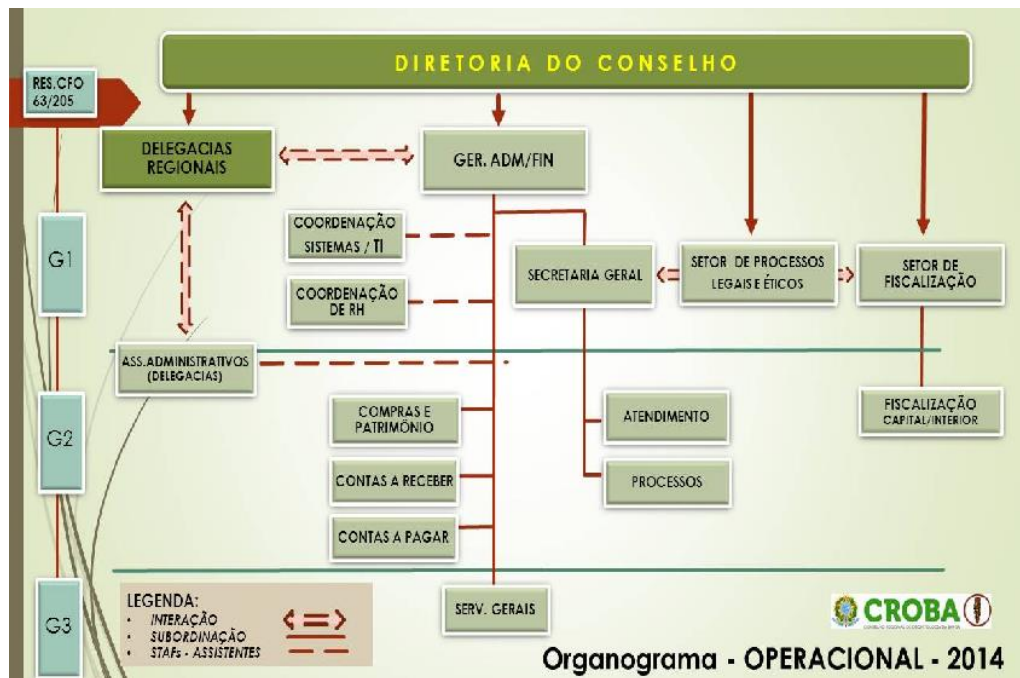 DIRETORIA DO CONSELHO
RES.CFO
63/205
DELEGACIAS
REGIONAIS
GER. ADM/FIN
G1
COORDENAÇÃO
SISTEMAS / TI
COORDENAÇÃO
DE RH
SECRETARIA GERAL
SETOR DE PROCESSOS
LEGAIS E ÉTICOS
SETOR DE
FISCALIZAÇÃO
ASS.ADMINISTRATIVOS
(DELEGACIAS)
G2
COMPRAS E
PATRIMÔNIO
ATENDIMENTO
FISCALIZAÇÃO
CAPITAL/INTERIOR
CONTAS A RECEBER
PROCESSOS
CONTAS A PAGAR
G3
LEGENDA:
• INTERAÇÃO
• SUBORDINAÇÃO
• STAFs - ASSISTENTES
SERV. GERAIS
CROBA
Organograma - OPERACIONAL - 2014